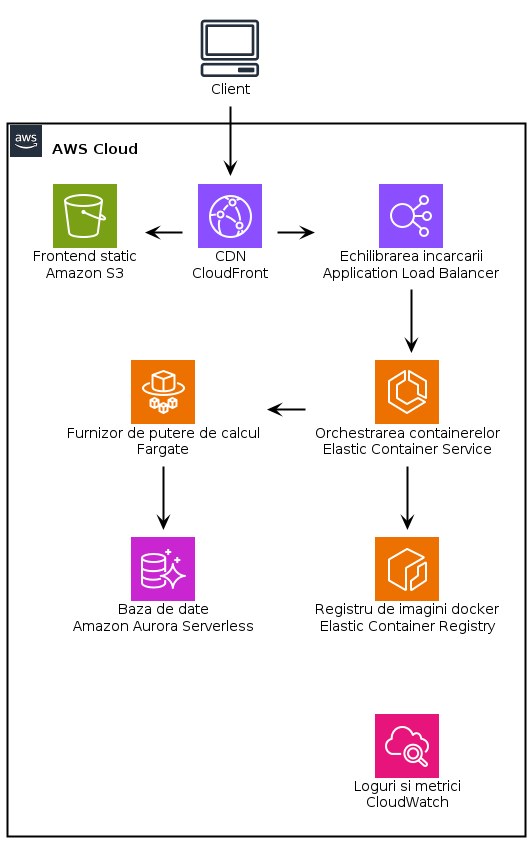 Client
aws
AWS Cloud
Frontend static
Amazon S3
CDN
CloudFront
Echilibrarea incarcarii
Application Load Balancer
Furnizor de putere de calcul
Fargate
Orchestrarea containerelor
Elastic Container Service
Baza de date
Amazon Aurora Serverless
Registru de imagini docker
Elastic Container Registry
Loguri si metrici
CloudWatch